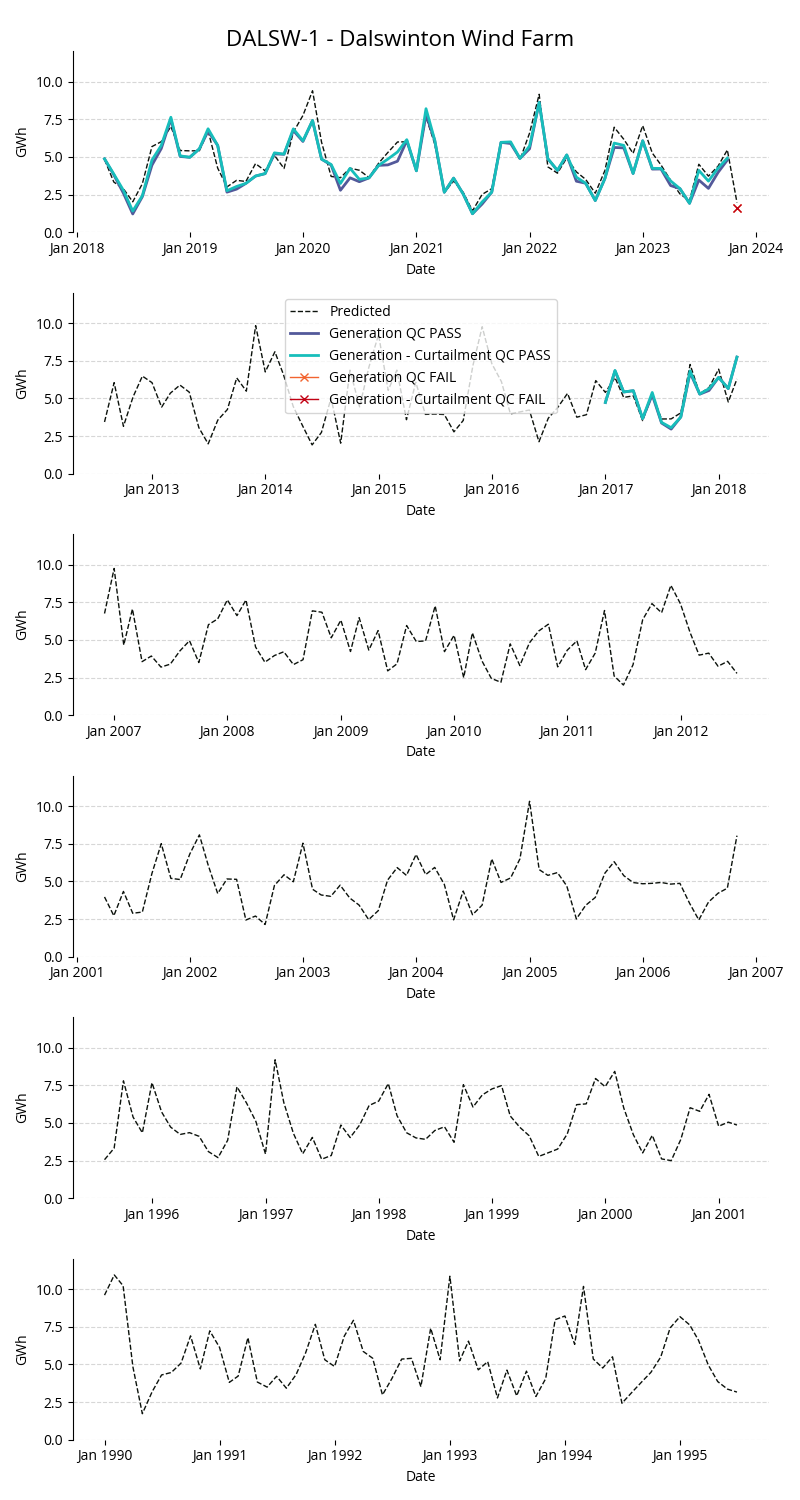 DALSW-1 - Dalswinton Wind Farm
10.0
7.5
5.0
2.5
0.0
GWh
Jan 2018 Jan 2019 Jan 2020 Jan 2021 Jan 2022 Jan 2023 Jan 2024
Date
10.0
7.5
5.0
2.5
0.0
GWh
Predicted
Generation QC PASS
Generation - Curtailment QC PASS
Generation QC FAIL
Generation - Curtailment QC FAIL
Jan 2013 Jan 2014 Jan 2015 Jan 2016 Jan 2017 Jan 2018
Date
10.0
7.5
5.0
2.5
0.0
GWh
Jan 2007 Jan 2008 Jan 2009 Jan 2010 Jan 2011 Jan 2012
Date
10.0
7.5
5.0
2.5
0.0
GWh
Jan 2001 Jan 2002 Jan 2003 Jan 2004 Jan 2005 Jan 2006 Jan 2007
Date
10.0
7.5
5.0
2.5
0.0
GWh
Jan 1996 Jan 1997 Jan 1998 Jan 1999 Jan 2000 Jan 2001
Date
10.0
7.5
5.0
2.5
0.0
GWh
Jan 1990 Jan 1991 Jan 1992 Jan 1993 Jan 1994 Jan 1995
Date